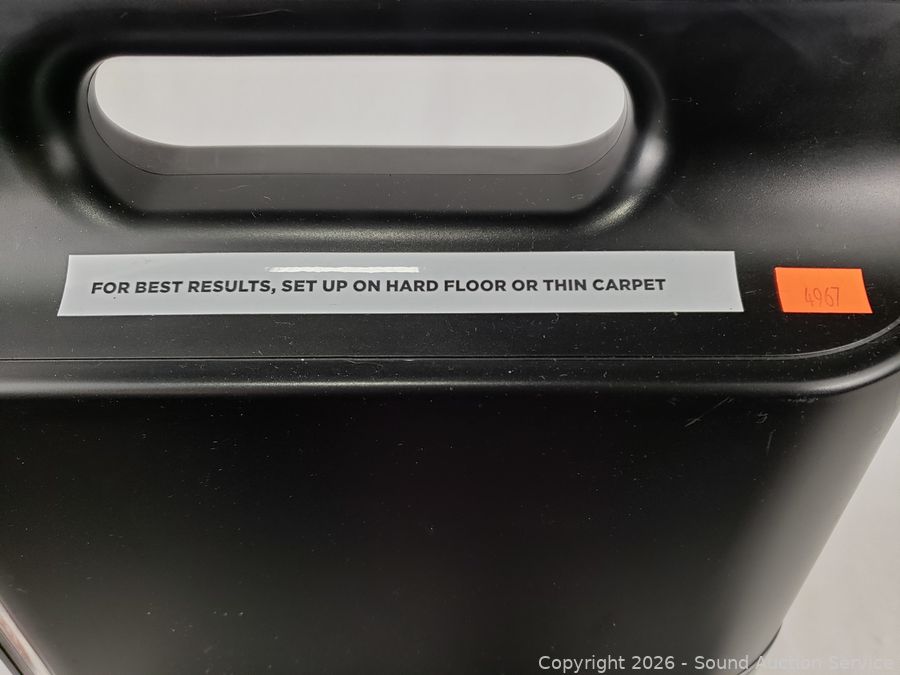 FOR BEST RESULTS, SET UP ON HARD FLOOR OR THIN CARPET
4967
Copyright 2026 - Sound Auction Service